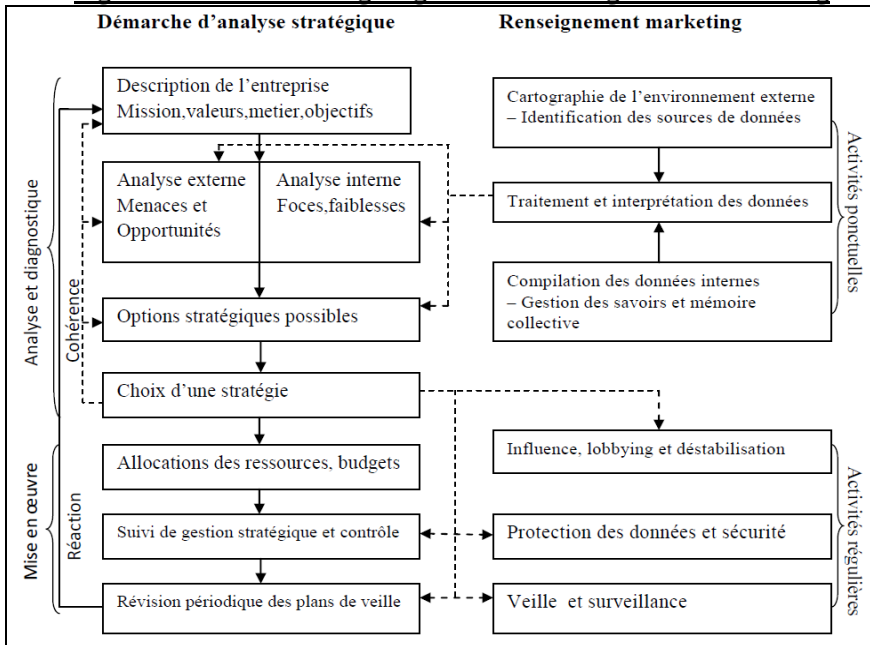 Démarche d'analyse stratégique
Renseignement marketing
Description de l'entreprise
Mission,valeurs,metier,objectifs
Analyse externe
Menaces et
Opportunités
Analyse interne
Foces,faiblesses
Options stratégiques possibles
Choix d'une stratégie
Allocations des ressources, budgets
Suivi de gestion stratégique et contrôle
Révision périodique des plans de veille
Cartographie de l'environnement externe
– Identification des sources de données
Traitement et interprétation des données
Compilation des données internes
– Gestion des savoirs et mémoire
collective
Influence, lobbying et déstabilisation
Protection des données et sécurité
Veille et surveillance
Analyse et diagnostique
Cohérence
Mise en œuvre
Réaction
Activités ponctuelles
Activités régulières